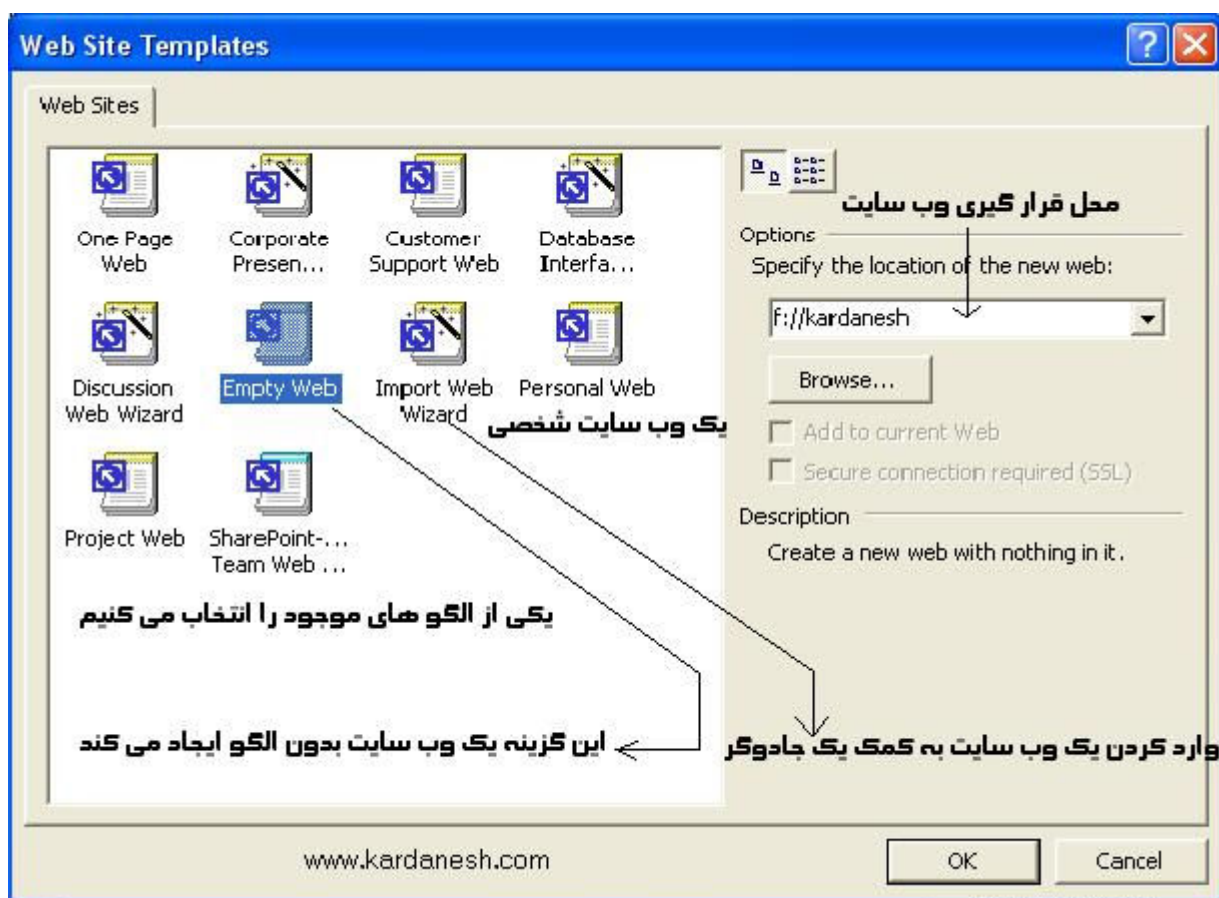 Web Site Templates
Web Sites
One Page
Web
Corporate
Presen...
Customer
Support Web
Database
Interfa...
Discussion
Web Wizard
Empty Web
Import Web
Wizard
Personal Web
یک وب سایت شخصی
Project Web
SharePoint-...
Team Web ...
یکی از الگو های موجود را انتخاب می کنیم
این گزینه یک وب سایت بدون الگو ایجاد می کند
محل قرار گیری وب سایت
Options
Specify the location of the new web:
f://kardanesh
Browse...
Add to current Web
Secure connection required (SSL)
Description
Create a new web with nothing in it.
وارد کردن یک وب سایت به کمک یک جادوگر
www.kardanesh.com
OK
Cancel